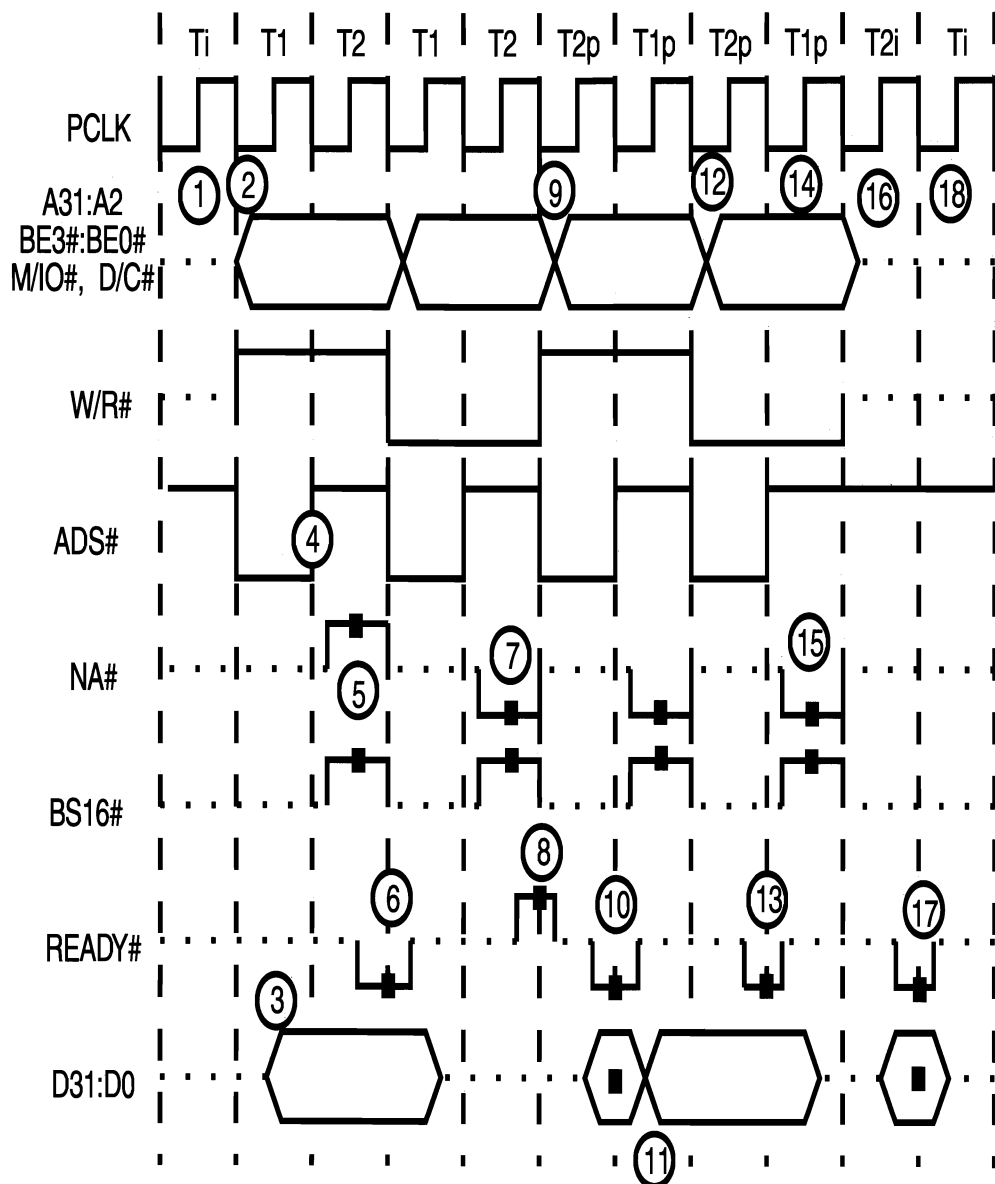 Ti T1 T2 T1 T2 T2p T1p T2p T1p T2i Ti
PCLK
1 2 9 12 14 16 18
A31:A2
BE3#:BE0#
M/IO#, D/C#
W/R#
ADS# 4
7 15
NA# 5
BS16#
8
6 10 13 17
READY#
3
D31:D0
11